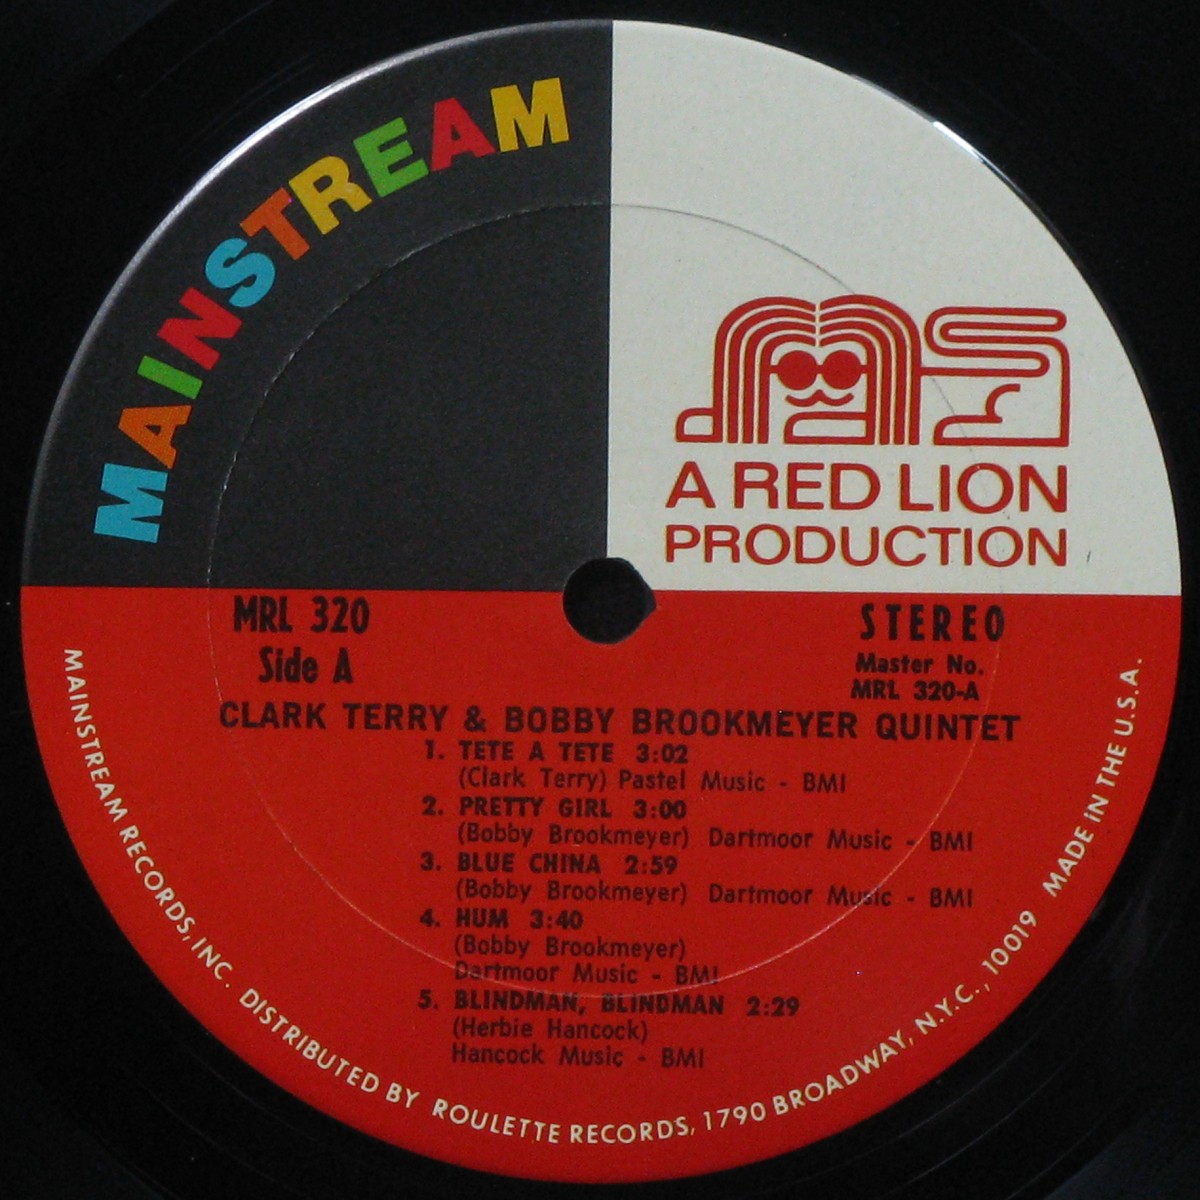 MAINSTREAM
A RED LION
PRODUCTION
MRL 320
Side A
STEREO
Master No.
MRL 320-A
CLARK TERRY & BOBBY BROOKMEYER QUINTET
1. TETE A TETE 3:02
(Clark Terry) Pastel Music - BMI
2. PRETTY GIRL 3:00
(Bobby Brookmeyer) Dartmoor Music - BMI
3. BLUE CHINA 2:59
(Bobby Brookmeyer) Dartmoor Music - BMI
4. HUM 3:40
(Bobby Brookmeyer)
Dartmoor Music - BMI
5. BLINDMAN, BLINDMAN 2:29
(Herbie Hancock)
Hancock Music - BMI
MAINSTREAM RECORDS, INC. DISTRIBUTED BY ROULETTE RECORDS, 1790 BROADWAY, N.Y.C., 10019 MADE IN THE U.S.A.